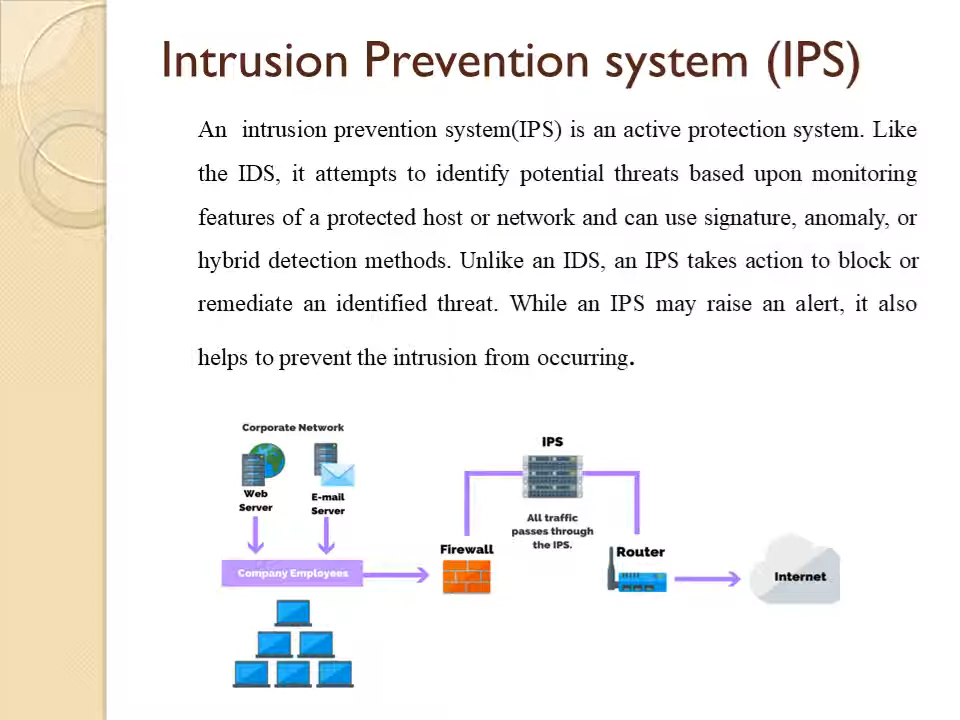 Intrusion Prevention system (IPS)
An intrusion prevention system(IPS) is an active protection system. Like
the IDS, it attempts to identify potential threats based upon monitoring
features of a protected host or network and can use signature, anomaly, or
hybrid detection methods. Unlike an IDS, an IPS takes action to block or
remediate an identified threat. While an IPS may raise an alert, it also
helps to prevent the intrusion from occurring.
Corporate Network
Web
Server
E-mail
Server
Company Employees
Firewall
IPS
All traffic
passes through
the IPS.
Router
Internet